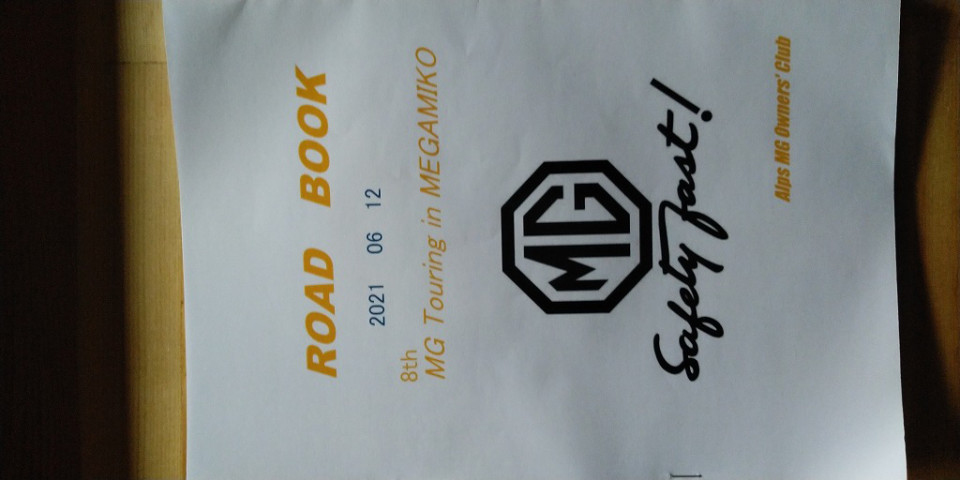 ROAD BOOK
2021 06 12
8th
MG Touring in MEGAMIKO
MG
Safety fast!
Alps MG Owners' Club